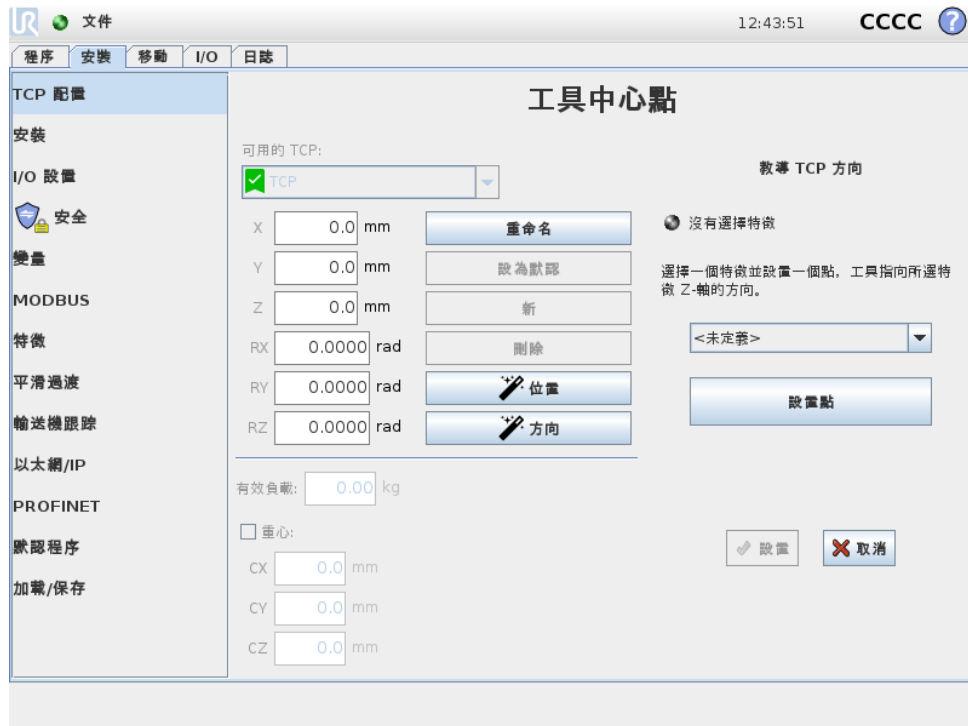 UR
文件
12:43:51
CCCC
?
程序
安裝
移動
I/O
日誌
TCP 配置
安裝
I/O 設置
安全
變量
MODBUS
特徵
平滑過渡
輸送機跟踪
以太網/IP
PROFINET
默認程序
加載/保存
工具中心點
可用的 TCP:
TCP
X 0.0 mm
重命名
Y 0.0 mm
設為默認
Z 0.0 mm
新
RX 0.0000 rad
刪除
RY 0.0000 rad
位置
RZ 0.0000 rad
方向
有效負載: 0.00 kg
重心:
CX 0.0 mm
CY 0.0 mm
CZ 0.0 mm
教導 TCP 方向
沒有選擇特徵
選擇一個特徵並設置一個點，工具指向所選特
徵 Z-軸的方向。
<未定義>
設置點
設置
取消